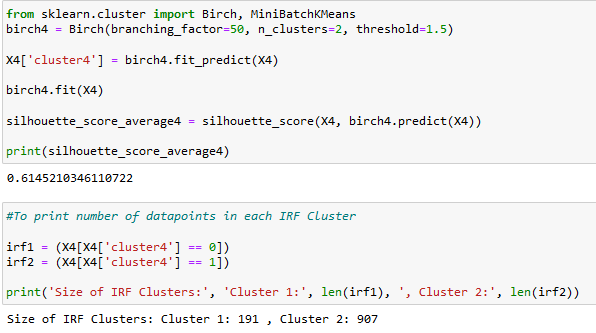 from sklearn.cluster import Birch, MiniBatchKMeans
birch4 = Birch(branching_factor=50, n_clusters=2, threshold=1.5)
X4['cluster4'] = birch4.fit_predict(X4)
birch4.fit(X4)
silhouette_score_average4 = silhouette_score(X4, birch4.predict(X4))
print(silhouette_score_average4)
0.6145210346110722
#To print number of datapoints in each IRF Cluster
irf1 = (X4[X4['cluster4'] == 0])
irf2 = (X4[X4['cluster4'] == 1])
print('Size of IRF Clusters:', 'Cluster 1:', len(irf1), ', Cluster 2:', len(irf2))
Size of IRF Clusters: Cluster 1: 191 , Cluster 2: 907